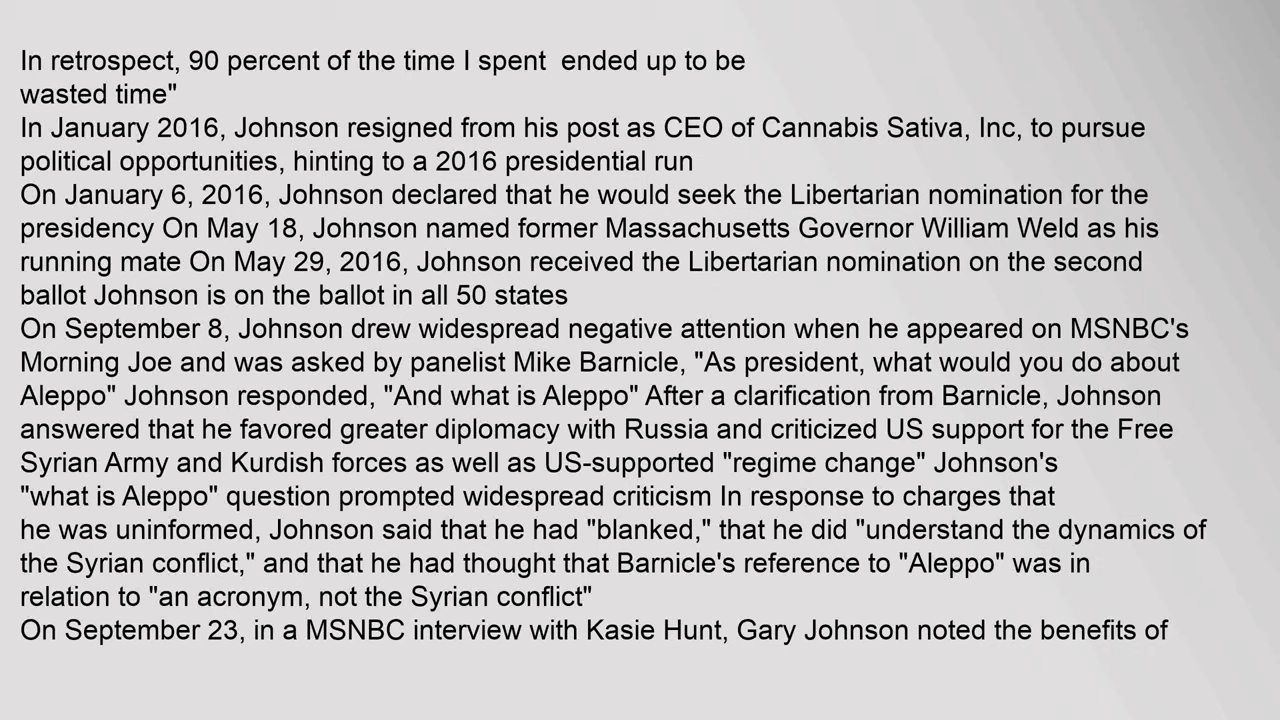 In retrospect, 90 percent of the time I spent  ended up to be
wasted time"
In January 2016, Johnson resigned from his post as CEO of Cannabis Sativa, Inc, to pursue
political opportunities, hinting to a 2016 presidential run
On January 6, 2016, Johnson declared that he would seek the Libertarian nomination for the
presidency On May 18, Johnson named former Massachusetts Governor William Weld as his
running mate On May 29, 2016, Johnson received the Libertarian nomination on the second
ballot Johnson is on the ballot in all 50 states
On September 8, Johnson drew widespread negative attention when he appeared on MSNBC's
Morning Joe and was asked by panelist Mike Barnicle, "As president, what would you do about
Aleppo" Johnson responded, "And what is Aleppo" After a clarification from Barnicle, Johnson
answered that he favored greater diplomacy with Russia and criticized US support for the Free
Syrian Army and Kurdish forces as well as US-supported "regime change" Johnson's
"what is Aleppo" question prompted widespread criticism In response to charges that
he was uninformed, Johnson said that he had "blanked," that he did "understand the dynamics of
the Syrian conflict," and that he had thought that Barnicle's reference to "Aleppo" was in
relation to "an acronym, not the Syrian conflict"
On September 23, in a MSNBC interview with Kasie Hunt, Gary Johnson noted the benefits of